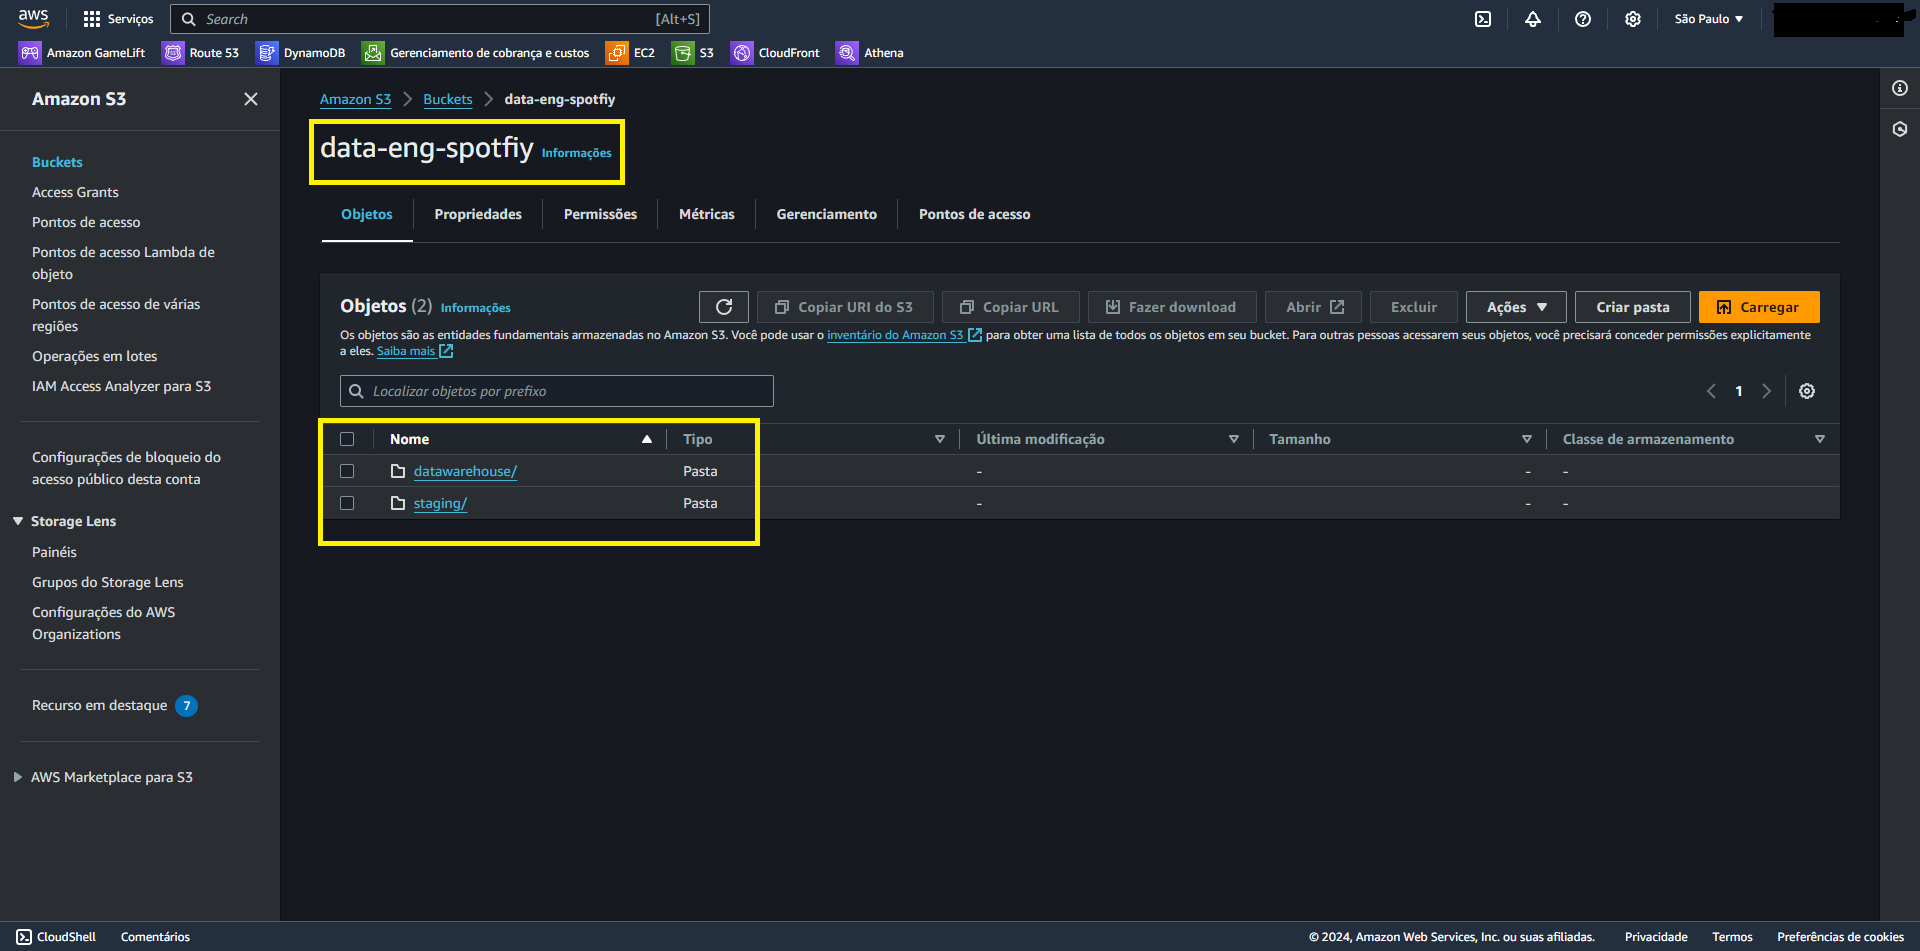 aws
Serviços
Search
[Alt+S]
São Paulo
Amazon GameLift
Route 53
DynamoDB
Gerenciamento de cobrança e custos
EC2
S3
CloudFront
Athena
Amazon S3
Buckets
Access Grants
Pontos de acesso
Pontos de acesso Lambda de
objeto
Pontos de acesso de várias
regiões
Operações em lotes
IAM Access Analyzer para S3
Configurações de bloqueio do
acesso público desta conta
Storage Lens
Painéis
Grupos do Storage Lens
Configurações do AWS
Organizations
Recurso em destaque 7
AWS Marketplace para S3
Amazon S3 Buckets data-eng-spotfiy
data-eng-spotfiy Informações
Objetos Propriedades Permissões Métricas Gerenciamento Pontos de acesso
Objetos (2) Informações
Copiar URI do S3 Copiar URL Fazer download Abrir Excluir Ações Criar pasta Carregar
Os objetos são as entidades fundamentais armazenadas no Amazon S3. Você pode usar o inventário do Amazon S3 para obter uma lista de todos os objetos em seu bucket. Para outras pessoas acessarem seus objetos, você precisará conceder permissões explicitamente
a eles. Saiba mais
Localizar objetos por prefixo
1
Nome Tipo Última modificação Tamanho Classe de armazenamento
datawarehouse/ Pasta - - -
staging/ Pasta - - -
CloudShell Comentários © 2024, Amazon Web Services, Inc. ou suas afiliadas. Privacidade Termos Preferências de cookies